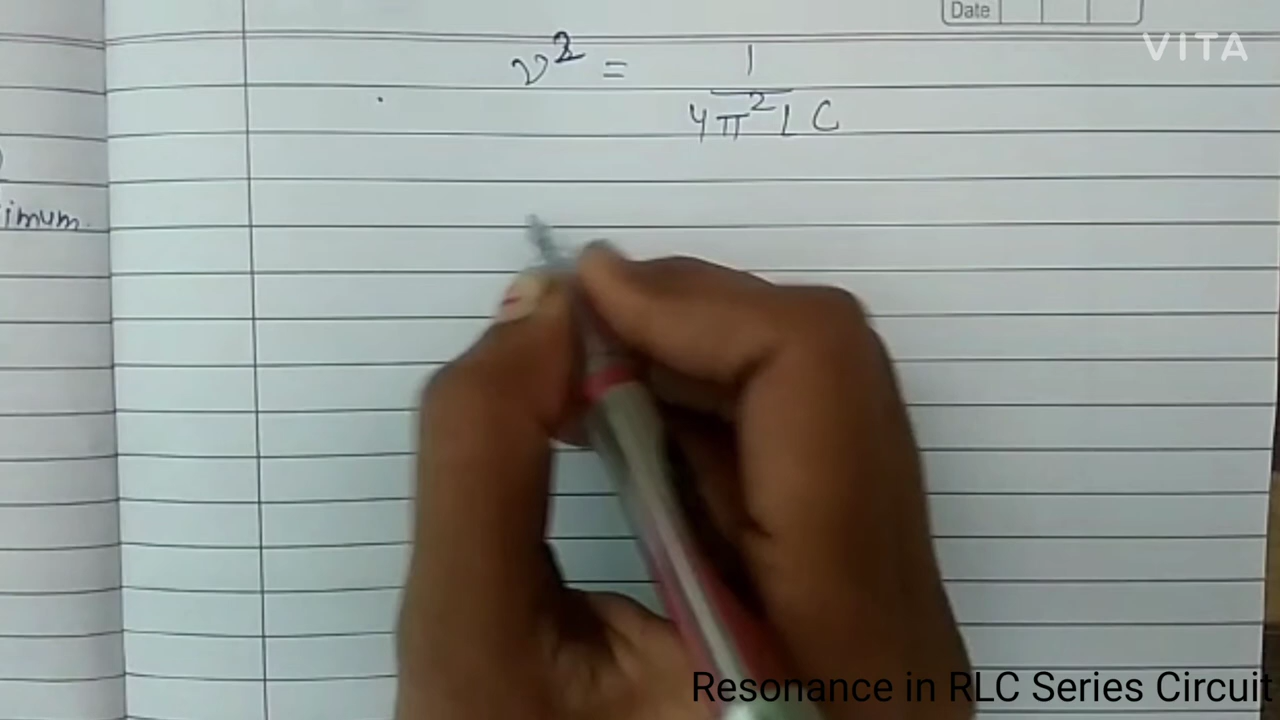 Date
VITA
ν² = 1
4π²LC
imum.
Resonance in RLC Series Circuit